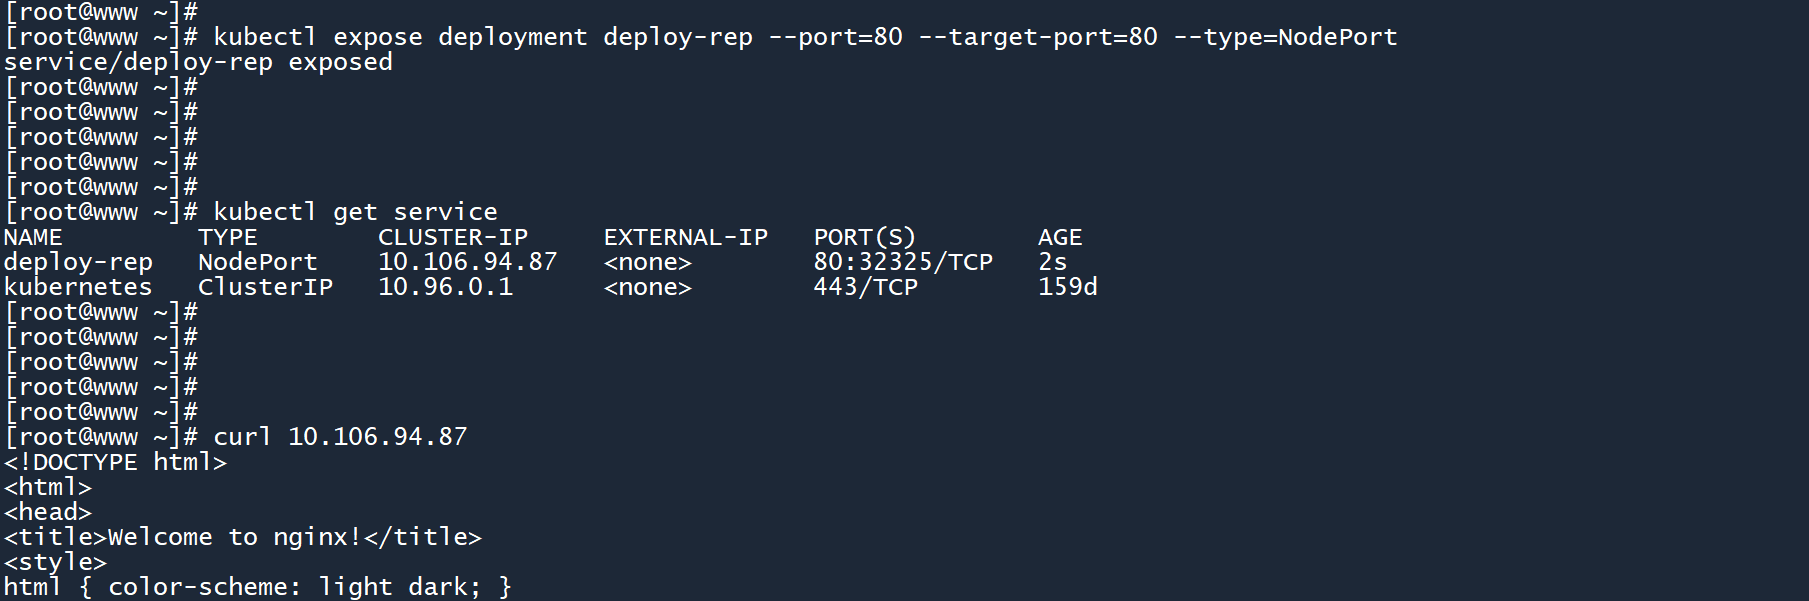 [root@www ~]#
[root@www ~]# kubectl expose deployment deploy-rep --port=80 --target-port=80 --type=NodePort
service/deploy-rep exposed
[root@www ~]#
[root@www ~]#
[root@www ~]#
[root@www ~]#
[root@www ~]#
[root@www ~]# kubectl get service
NAME         TYPE        CLUSTER-IP     EXTERNAL-IP   PORT(S)        AGE
deploy-rep   NodePort    10.106.94.87   <none>        80:32325/TCP   2s
kubernetes   ClusterIP   10.96.0.1      <none>        443/TCP        159d
[root@www ~]#
[root@www ~]#
[root@www ~]#
[root@www ~]#
[root@www ~]#
[root@www ~]# curl 10.106.94.87
<!DOCTYPE html>
<html>
<head>
<title>Welcome to nginx!</title>
<style>
html { color-scheme: light dark; }